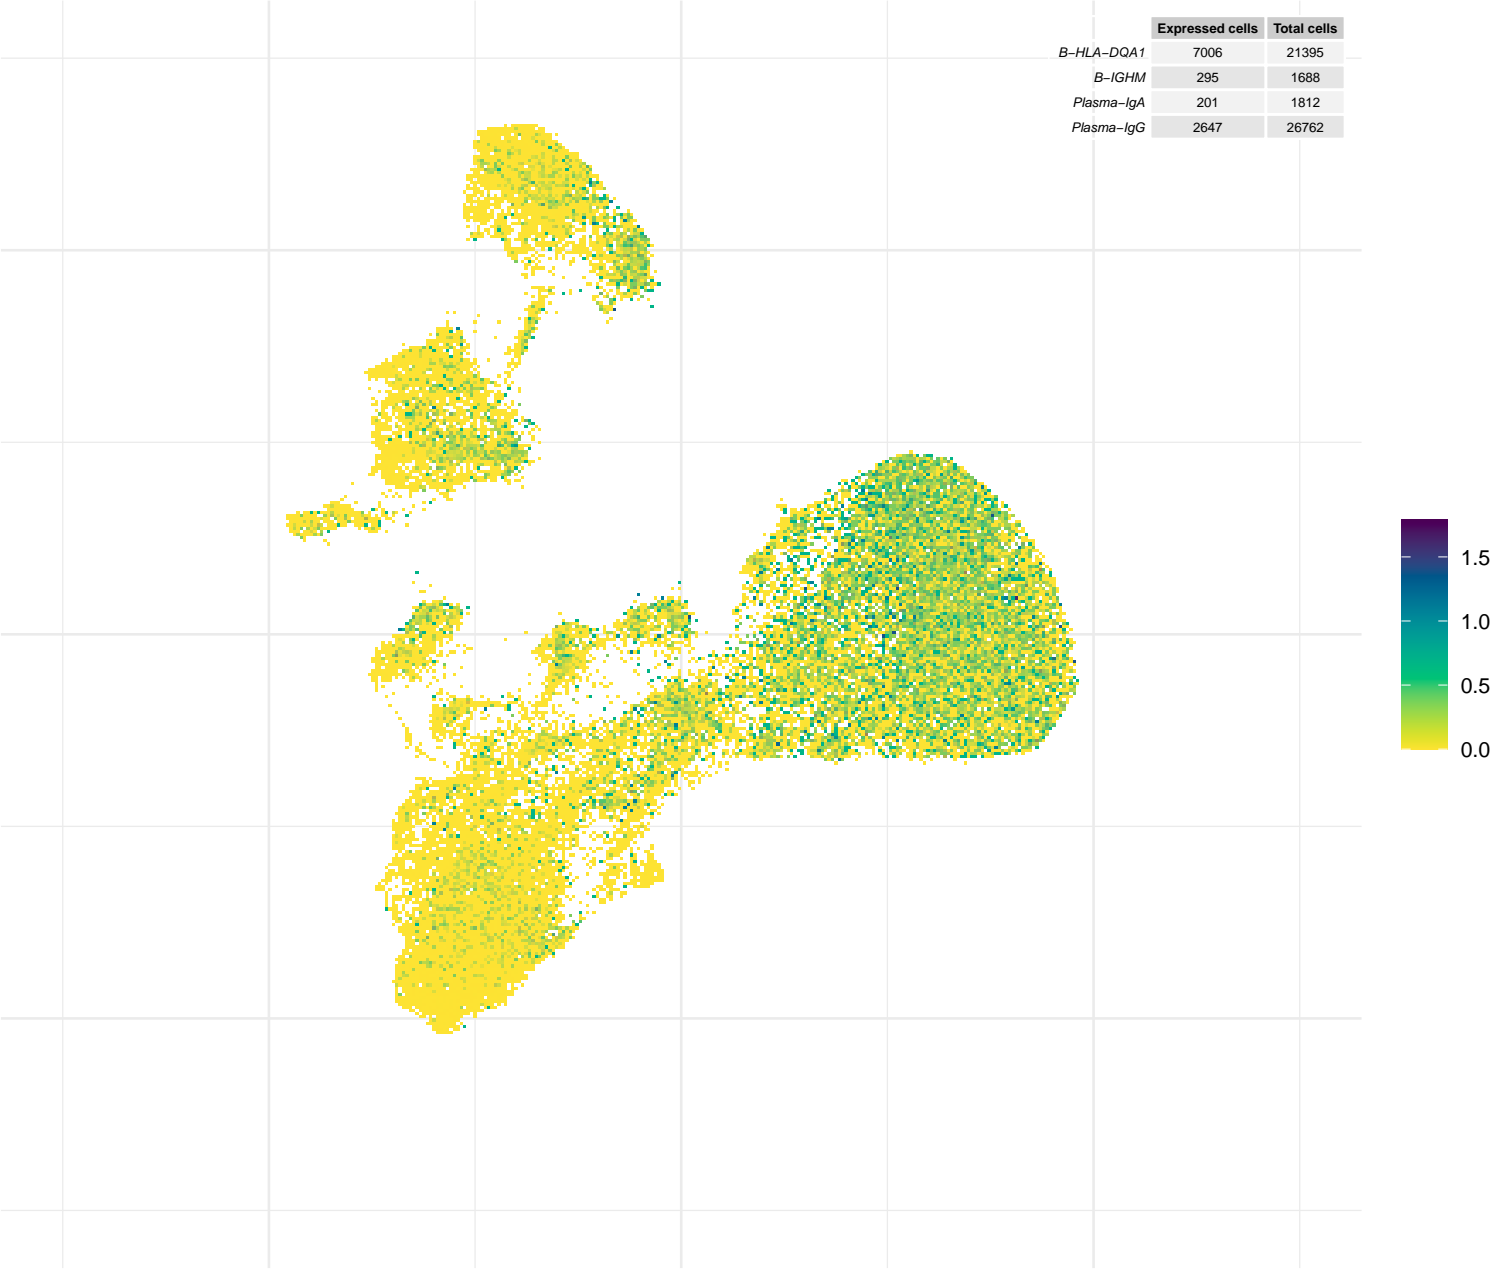 Expressed cells Total cells
B−HLA−DQA1 7006 21395
B−IGHM 295 1688
Plasma−IgA 201 1812
Plasma−IgG 2647 26762
1.5
1.0
0.5
0.0